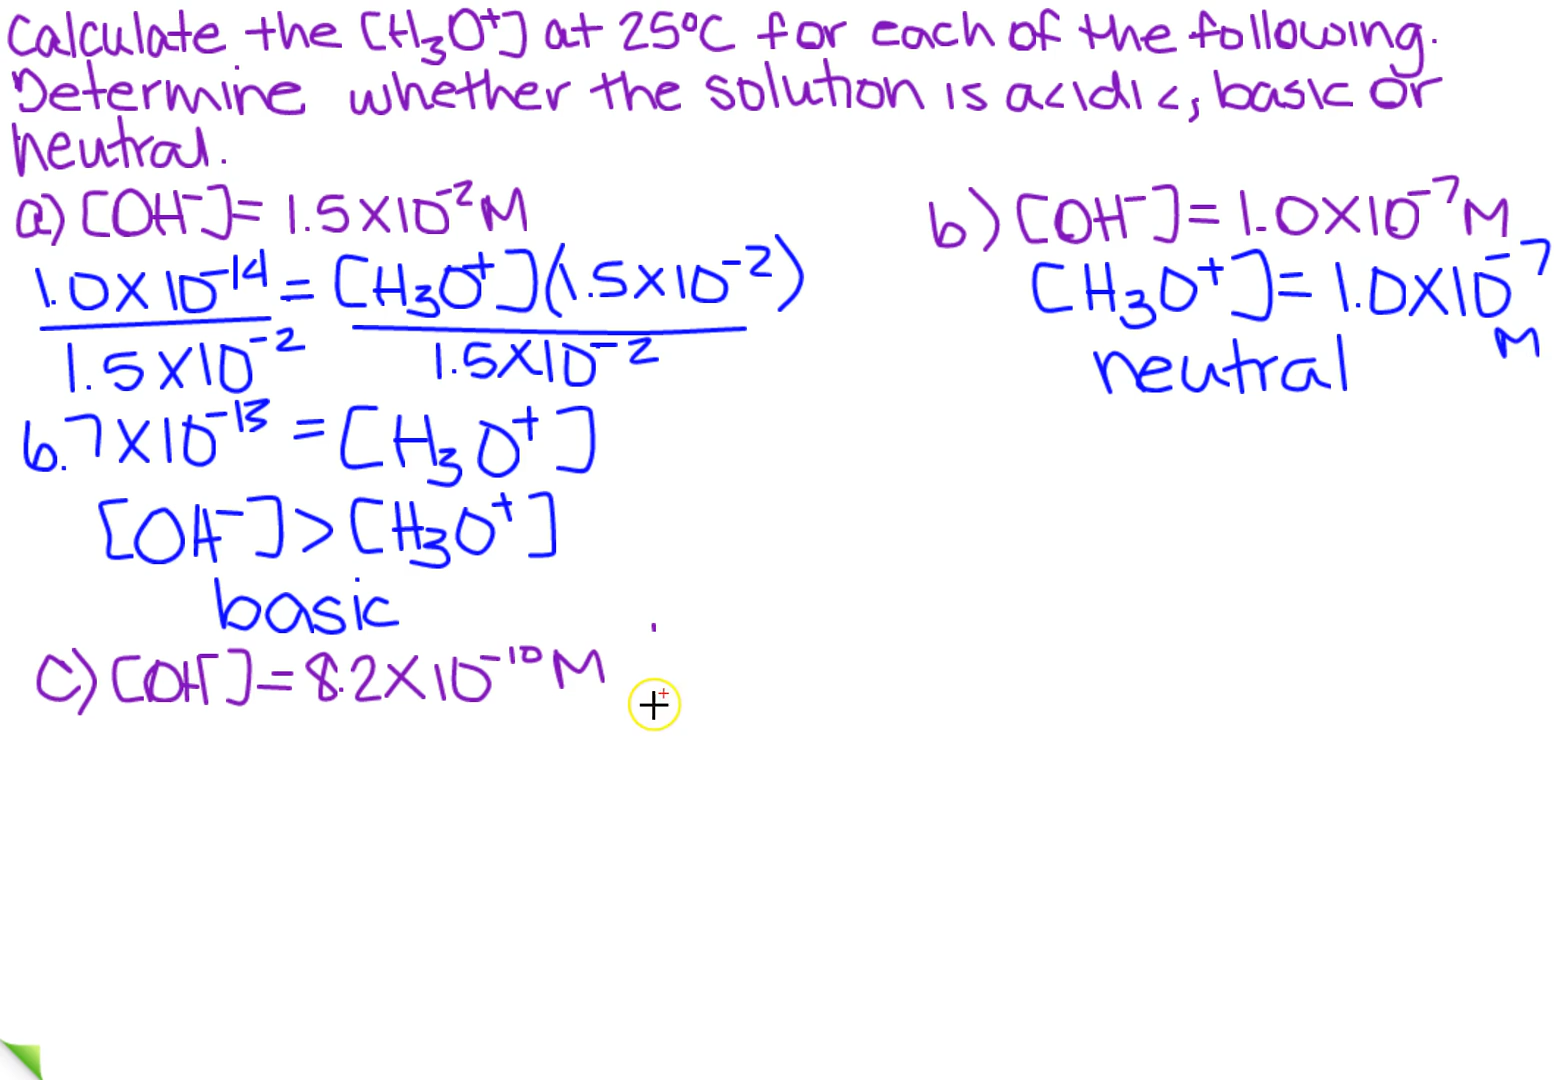 Calculate the [H₃O⁺] at 25°C for each of the following.
Determine whether the solution is acidic, basic or
neutral.
a) [OH⁻] = 1.5 X 10⁻² M
1.0 X 10⁻¹⁴ = [H₃O⁺](1.5 X 10⁻²)
1.5 X 10⁻² 1.5 X 10⁻²
6.7 X 10⁻¹³ = [H₃O⁺]
[OH⁻] > [H₃O⁺]
basic
b) [OH⁻] = 1.0 X 10⁻⁷ M
[H₃O⁺] = 1.0 X 10⁻⁷
M
neutral
c) [OH⁻] = 8.2 X 10⁻¹⁰ M